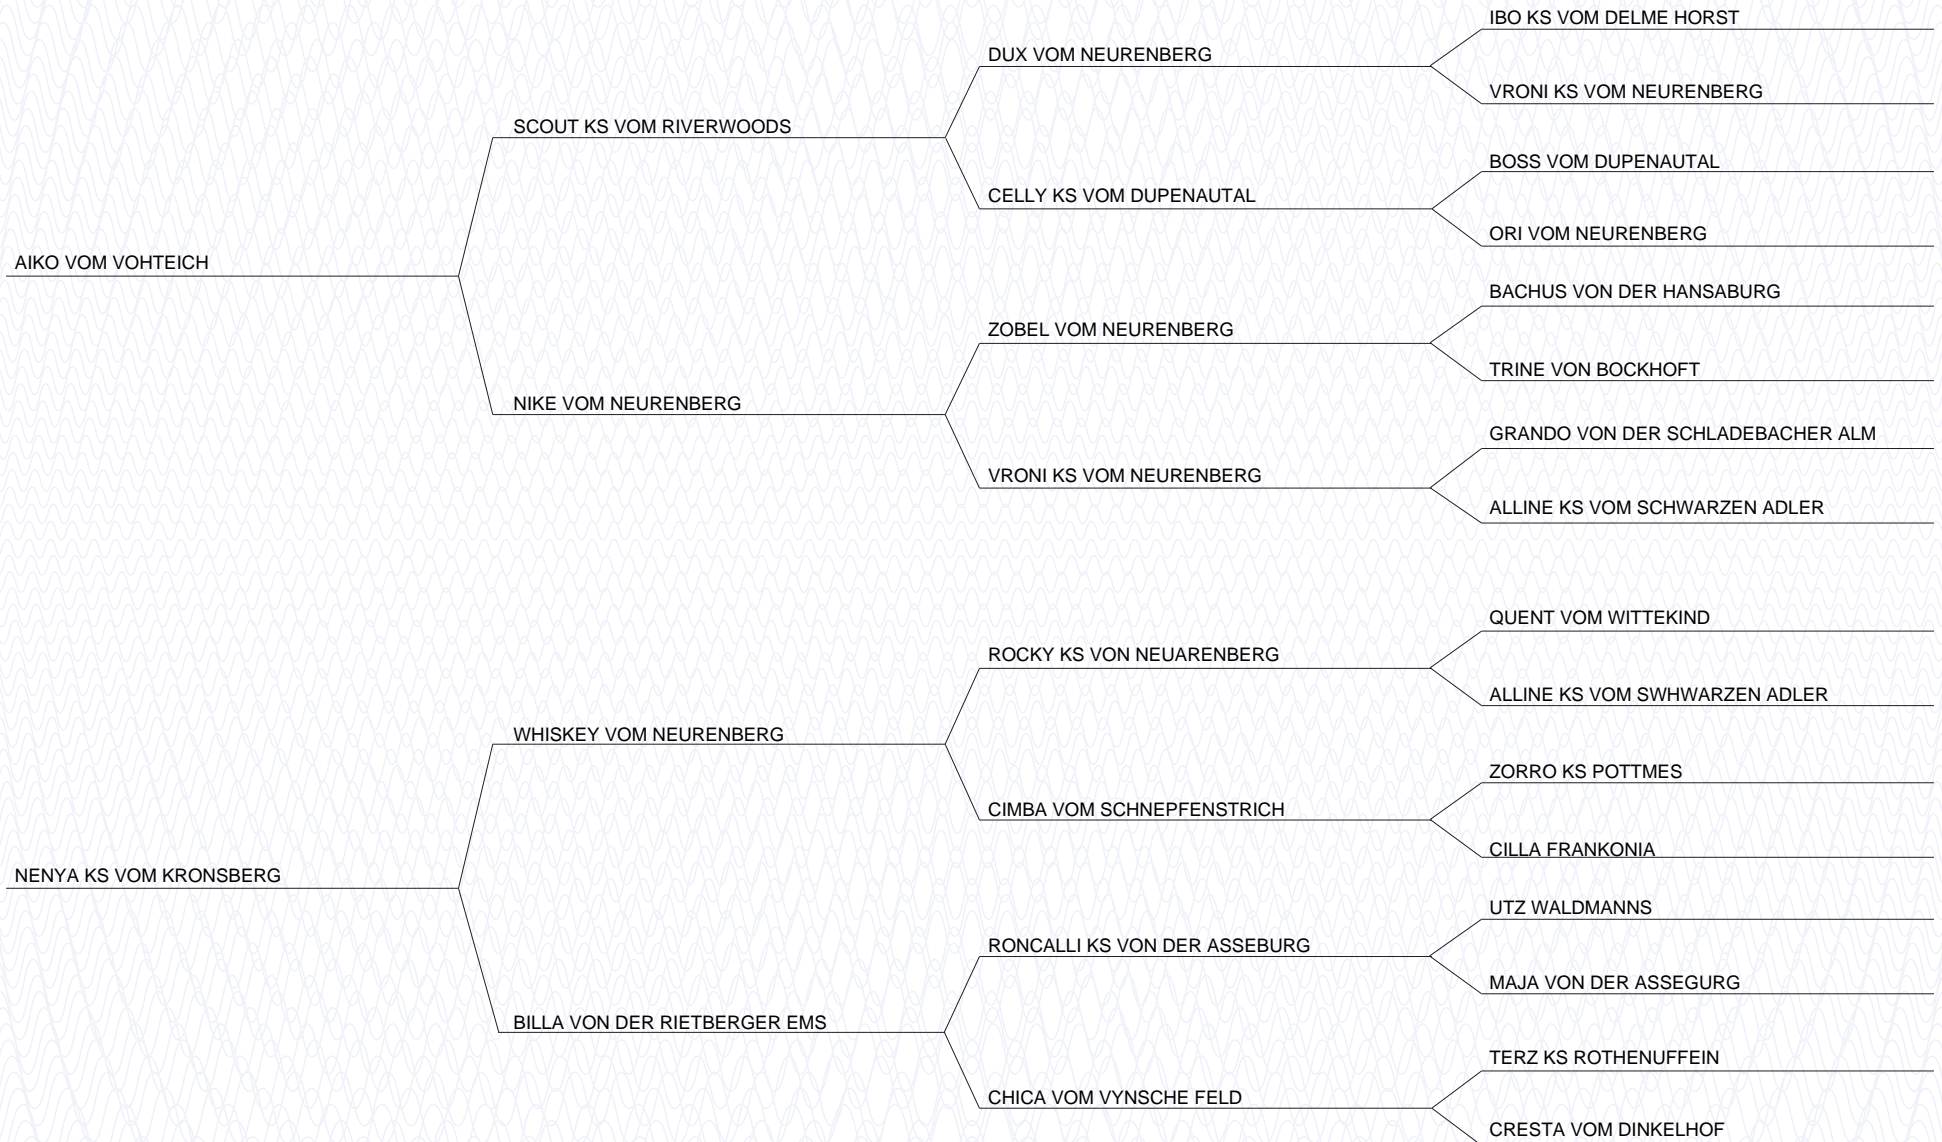 IBO KS VOM DELME HORST
DUX VOM NEURENBERG
VRONI KS VOM NEURENBERG
SCOUT KS VOM RIVERWOODS
BOSS VOM DUPENAUTAL
CELLY KS VOM DUPENAUTAL
ORI VOM NEURENBERG
AIKO VOM VOHTEICH
BACHUS VON DER HANSABURG
ZOBEL VOM NEURENBERG
TRINE VON BOCKHOFT
NIKE VOM NEURENBERG
GRANDO VON DER SCHLADEBACHER ALM
VRONI KS VOM NEURENBERG
ALLINE KS VOM SCHWARZEN ADLER
QUENT VOM WITTEKIND
ROCKY KS VON NEUARENBERG
ALLINE KS VOM SWHWARZEN ADLER
WHISKEY VOM NEURENBERG
ZORRO KS POTTMES
CIMBA VOM SCHNEPFENSTRICH
CILLA FRANKONIA
NENYA KS VOM KRONSBERG
UTZ WALDMANNS
RONCALLI KS VON DER ASSEBURG
MAJA VON DER ASSEGURG
BILLA VON DER RIETBERGER EMS
TERZ KS ROTHENUFFEIN
CHICA VOM VYNSCHE FELD
CRESTA VOM DINKELHOF